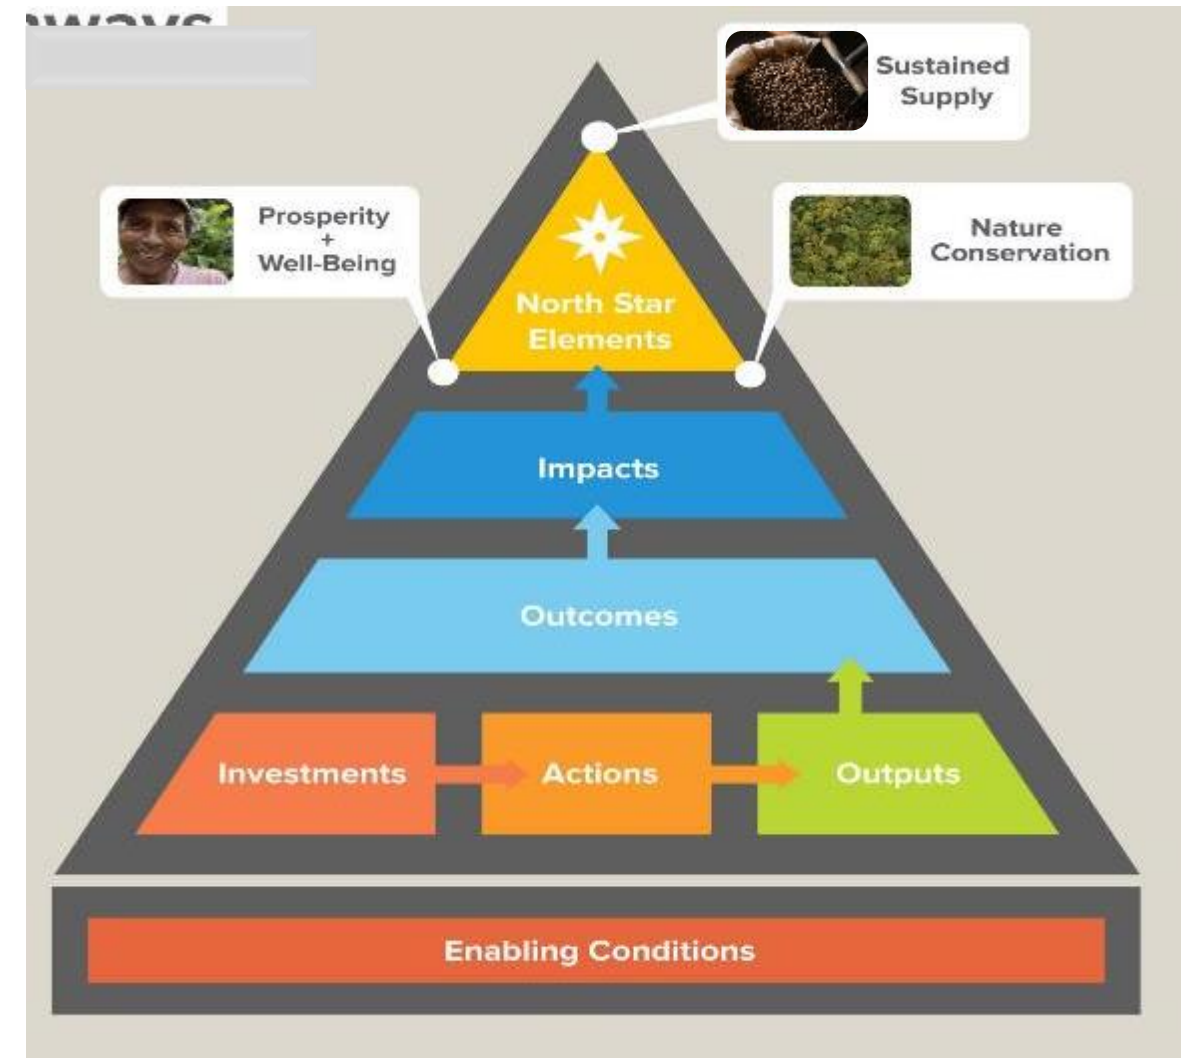 Sustained
Supply
Prosperity
+
Well-Being
Nature
Conservation
North Star
Elements
Impacts
Outcomes
Investments
Actions
Outputs
Enabling Conditions